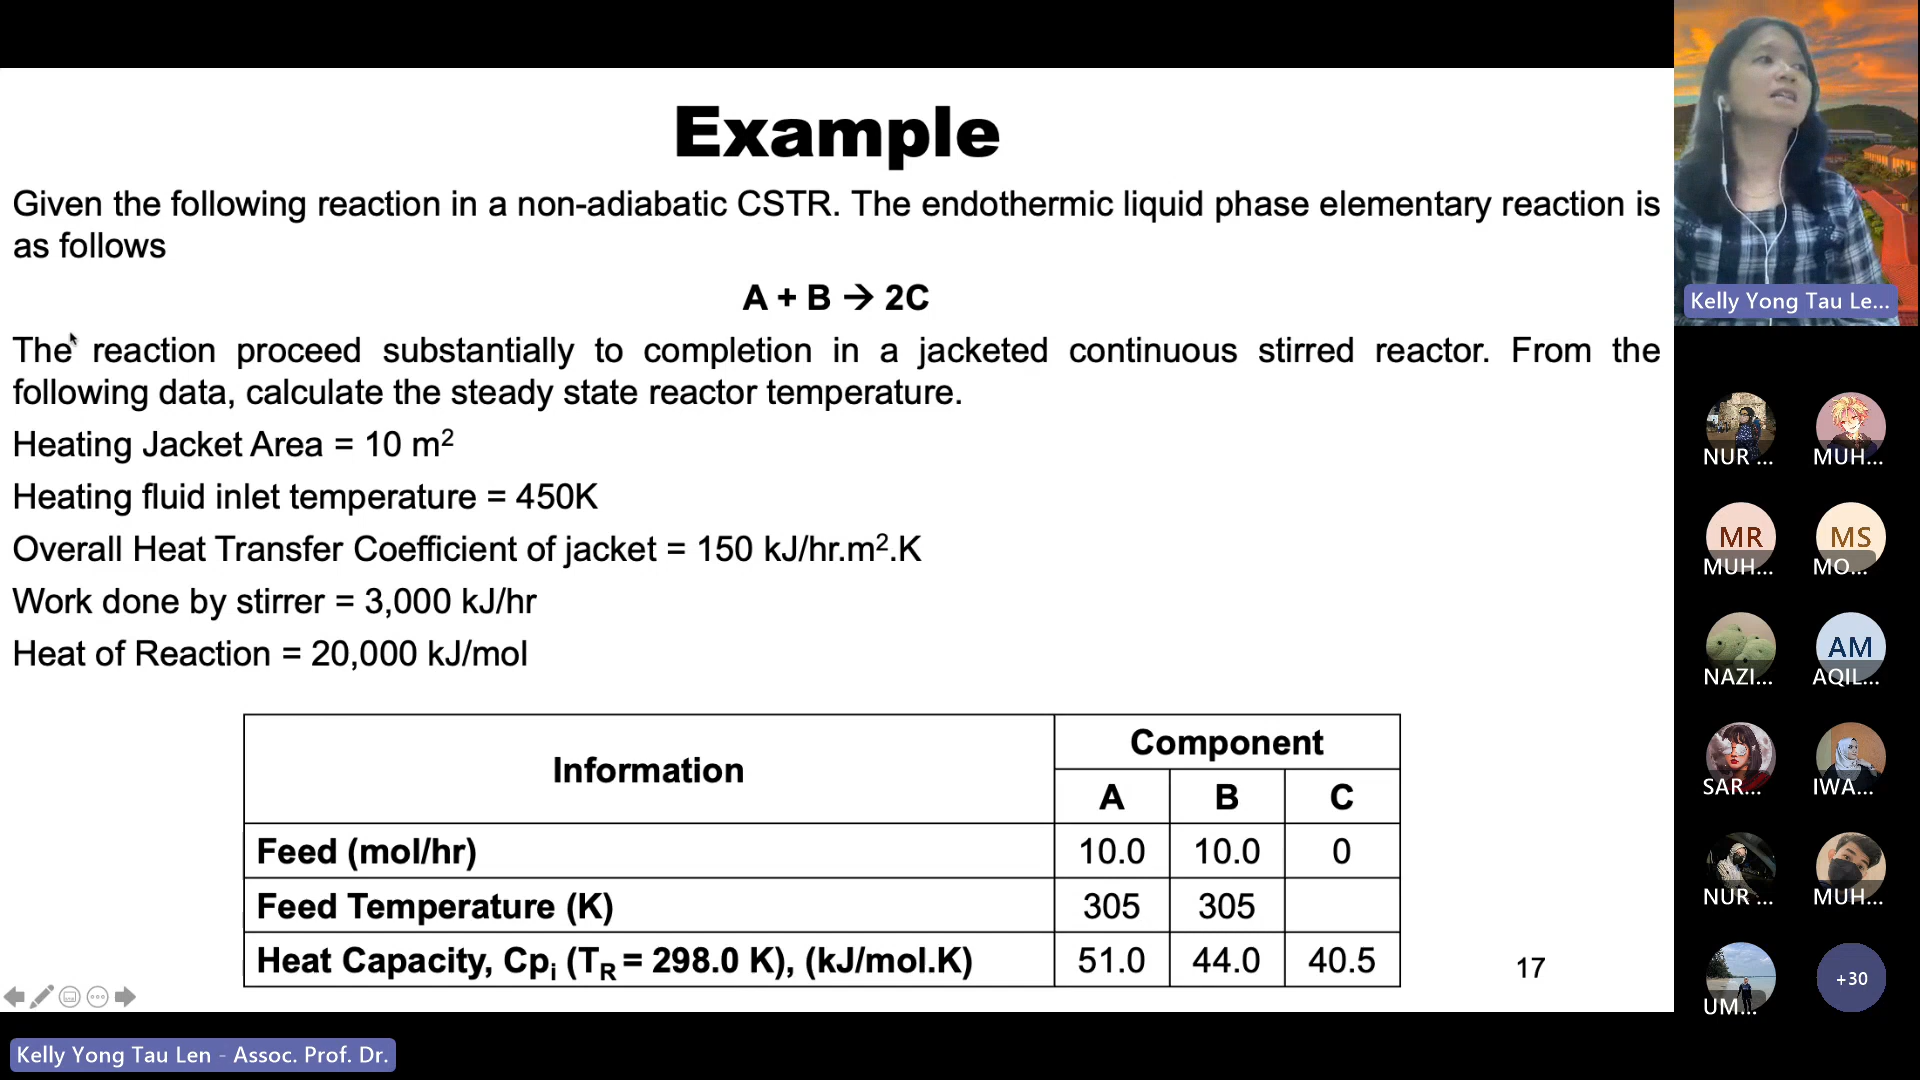 Example
Given the following reaction in a non-adiabatic CSTR. The endothermic liquid phase elementary reaction is
as follows
A + B → 2C
The reaction proceed substantially to completion in a jacketed continuous stirred reactor. From the
following data, calculate the steady state reactor temperature.
Heating Jacket Area = 10 m²
Heating fluid inlet temperature = 450K
Overall Heat Transfer Coefficient of jacket = 150 kJ/hr.m².K
Work done by stirrer = 3,000 kJ/hr
Heat of Reaction = 20,000 kJ/mol
Information
Component
A B C
Feed (mol/hr) 10.0 10.0 0
Feed Temperature (K) 305 305
Heat Capacity, Cpᵢ (T_R = 298.0 K), (kJ/mol.K) 51.0 44.0 40.5
17
Kelly Yong Tau Len - Assoc. Prof. Dr.
Kelly Yong Tau Le...
NUR ... MUH...
MR MS
MUH... MO...
AM
NAZI... AQIL...
SAR... IWA...
NUR ... MUH...
+30
UM...